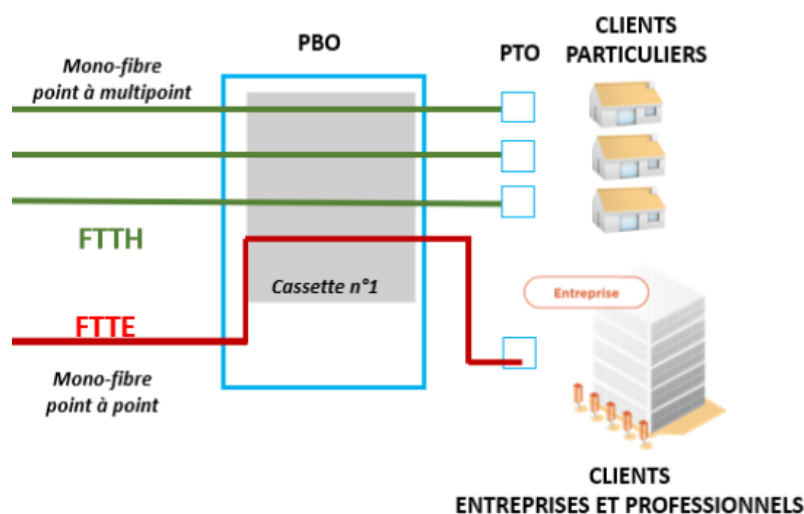 PBO
PTO
CLIENTS
PARTICULIERS
Mono-fibre
point à multipoint
FTTH
Cassette n°1
Entreprise
FTTE
Mono-fibre
point à point
CLIENTS
ENTREPRISES ET PROFESSIONNELS